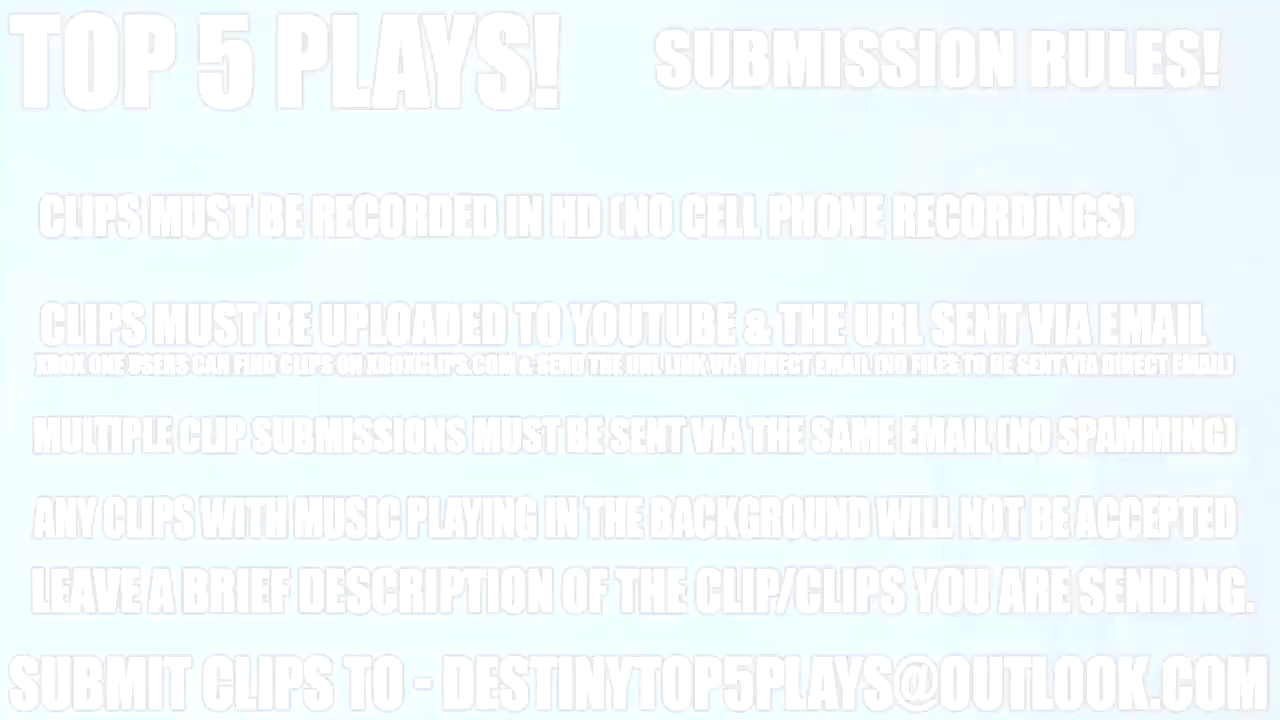 TOP 5 PLAYS! SUBMISSION RULES!
CLIPS MUST BE RECORDED IN HD (NO CELL PHONE RECORDINGS)
CLIPS MUST BE UPLOADED TO YOUTUBE & THE URL SENT VIA EMAIL
XBOX ONE USERS CAN FIND CLIPS ON XBOXCLIPS.COM & SEND THE URL LINK VIA DIRECT EMAIL (NO FILES TO BE SENT VIA DIRECT EMAIL)
MULTIPLE CLIP SUBMISSIONS MUST BE SENT VIA THE SAME EMAIL (NO SPAMMING)
ANY CLIPS WITH MUSIC PLAYING IN THE BACKGROUND WILL NOT BE ACCEPTED
LEAVE A BRIEF DESCRIPTION OF THE CLIP/CLIPS YOU ARE SENDING.
SUBMIT CLIPS TO - DESTINYTOP5PLAYS@OUTLOOK.COM